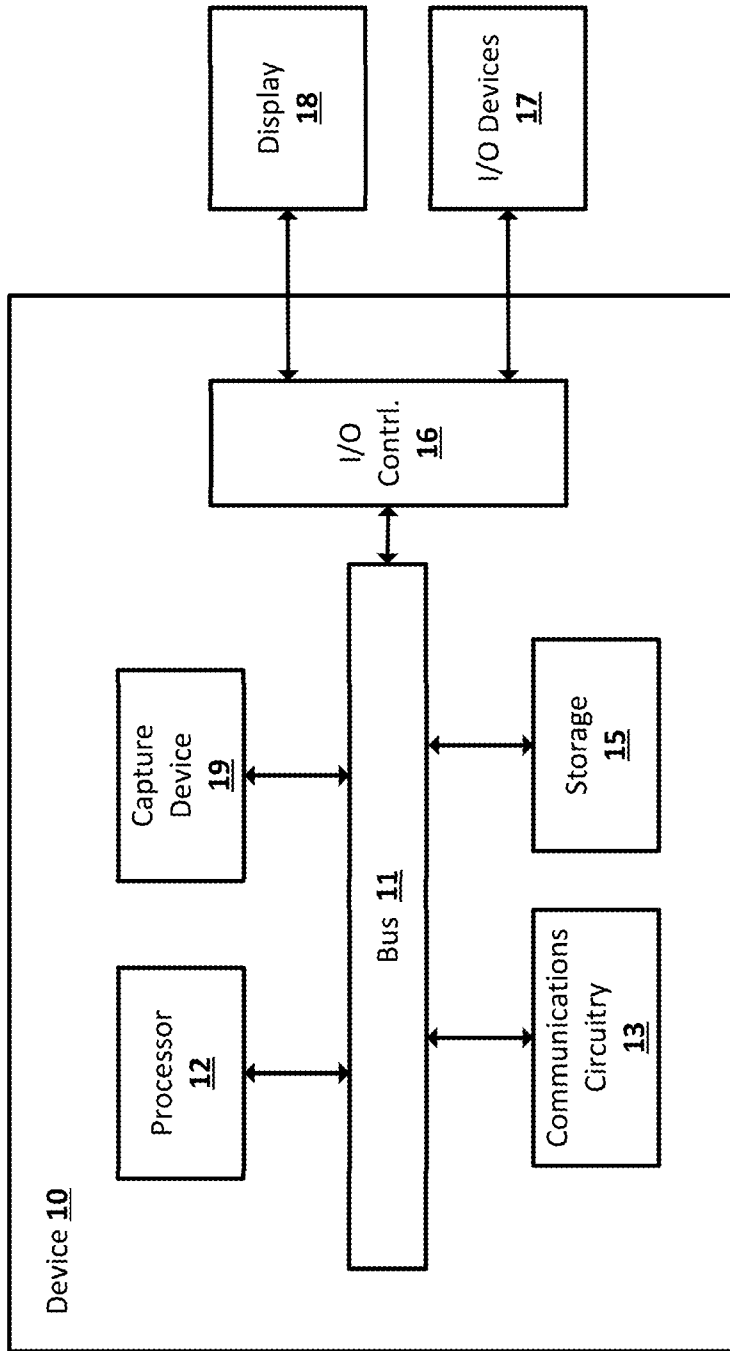 Device 10
Processor
12
Capture
Device
19
Bus 11
Communications
Circuitry
13
Storage
15
I/O
Contrl.
16
Display
18
I/O Devices
17